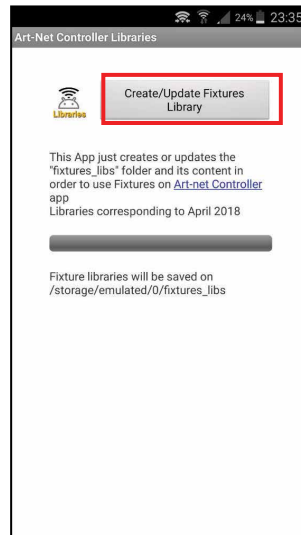 24% 23:35
Art-Net Controller Libraries
Create/Update Fixtures
Library
Libraries
This App just creates or updates the
"fixtures_libs" folder and its content in
order to use Fixtures on Art-net Controller
app
Libraries corresponding to April 2018
Fixture libraries will be saved on
/storage/emulated/0/fixtures_libs